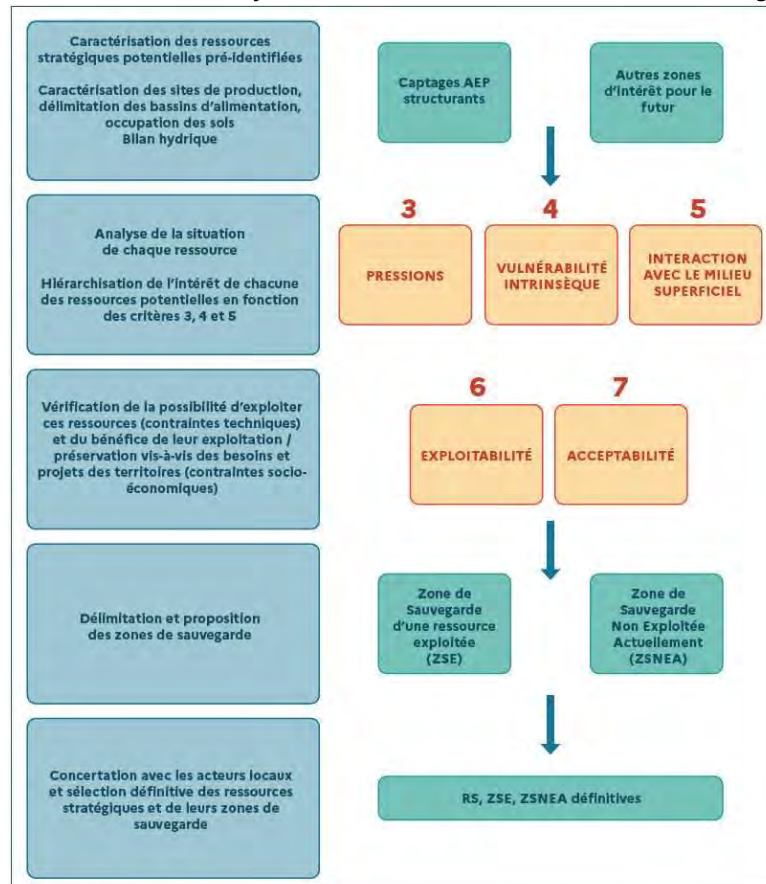 Caractérisation des ressources
stratégiques potentielles pré-identifiées
Caractérisation des sites de production,
délimitation des bassins d'alimentation,
occupation des sols
Bilan hydrique
Captages AEP
structurants
Autres zones
d'intérêt pour le
futur
Analyse de la situation
de chaque ressource
Hiérarchisation de l'intérêt de chacune
des ressources potentielles en fonction
des critères 3, 4 et 5
3
PRESSIONS
4
VULNÉRABILITÉ
INTRINSÈQUE
5
INTERACTION
AVEC LE MILIEU
SUPERFICIEL
Vérification de la possibilité d'exploiter
ces ressources (contraintes techniques)
et du bénéfice de leur exploitation /
préservation vis-à-vis des besoins et
projets des territoires (contraintes socio-
économiques)
6
EXPLOITABILITÉ
7
ACCEPTABILITÉ
Délimitation et proposition
des zones de sauvegarde
Zone de
Sauvegarde
d'une ressource
exploitée
(ZSE)
Zone de
Sauvegarde
Non Exploitée
Actuellement
(ZSNEA)
Concertation avec les acteurs locaux
et sélection définitive des ressources
stratégiques et de leurs zones de
sauvegarde
RS, ZSE, ZSNEA définitives